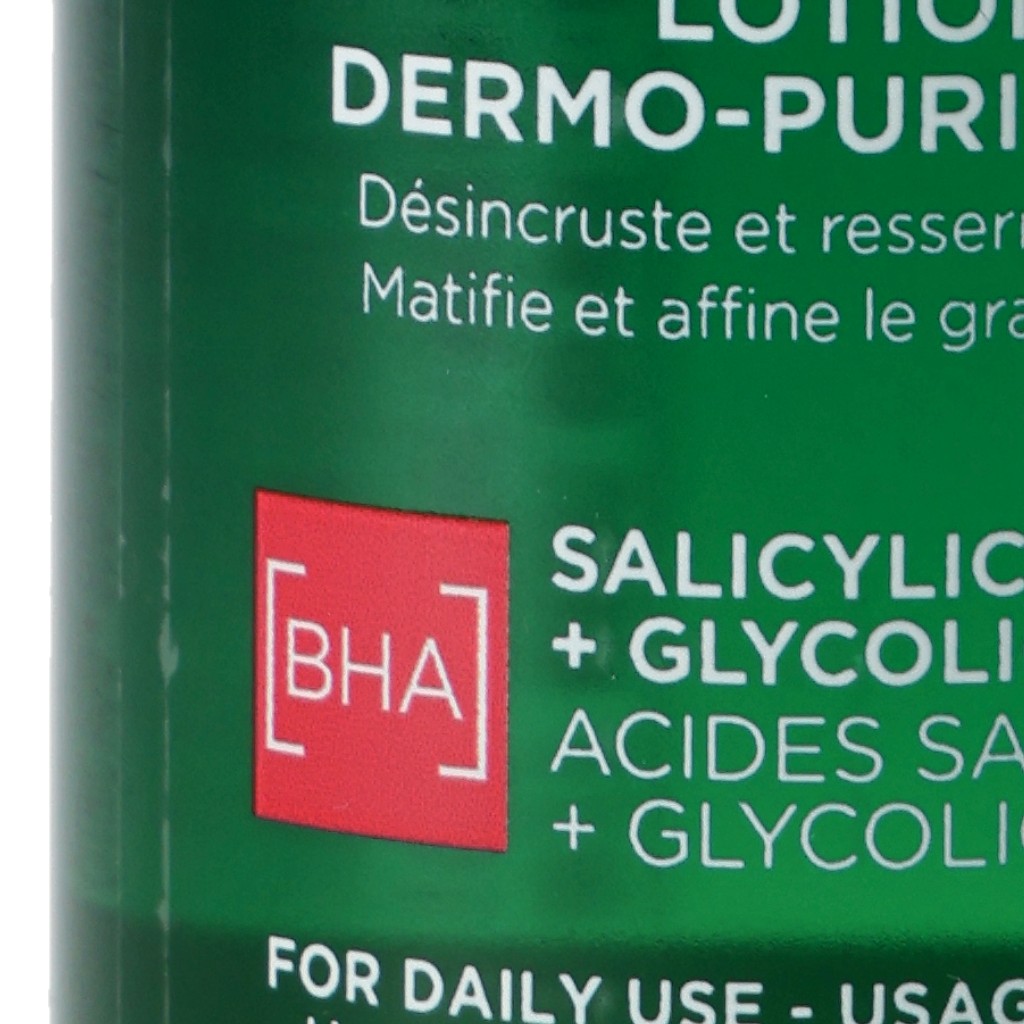 LOTION
DERMO-PURI
Désincruste et resser
Matifie et affine le gra
[BHA]
SALICYLIC
+ GLYCOLI
ACIDES SA
+ GLYCOLI
FOR DAILY USE - USAG